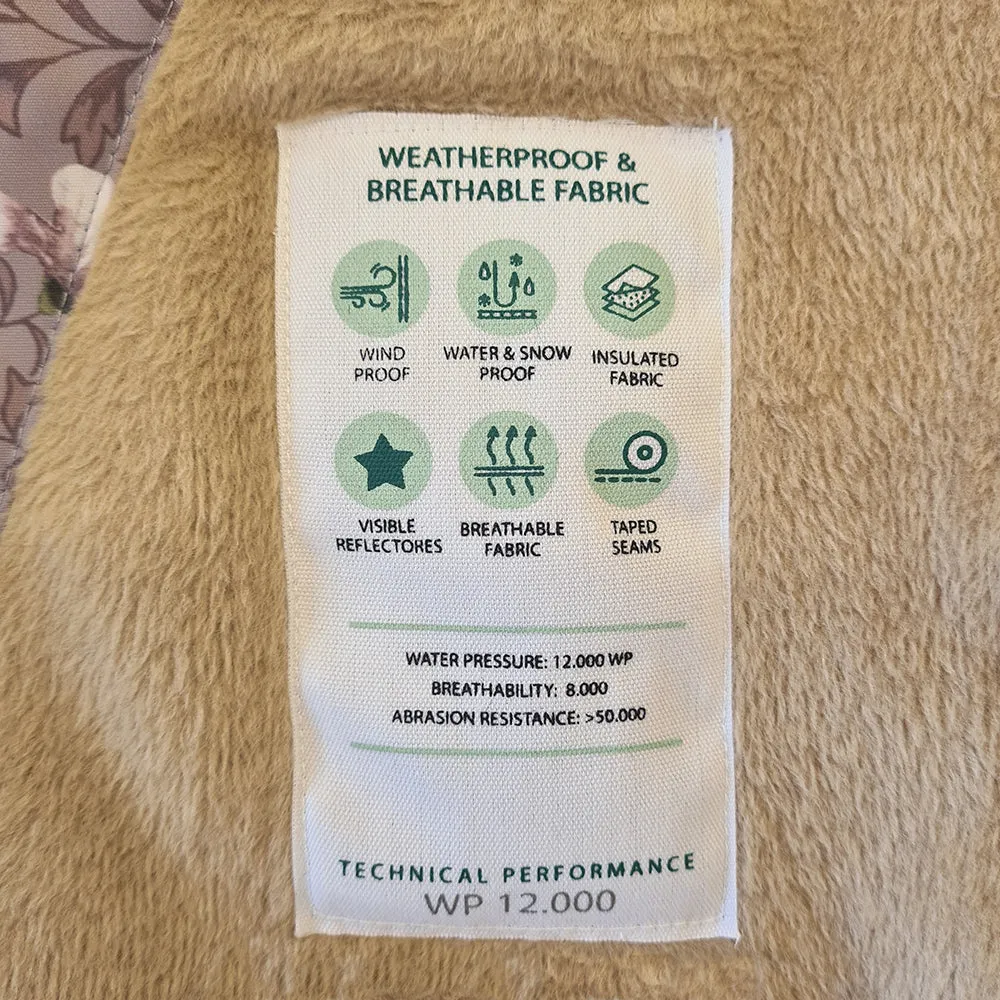 WEATHERPROOF &
BREATHABLE FABRIC
WIND
PROOF
WATER & SNOW
PROOF
INSULATED
FABRIC
VISIBLE
REFLECTORES
BREATHABLE
FABRIC
TAPED
SEAMS
WATER PRESSURE: 12.000 WP
BREATHABILITY: 8.000
ABRASION RESISTANCE: >50.000
TECHNICAL PERFORMANCE
WP 12.000